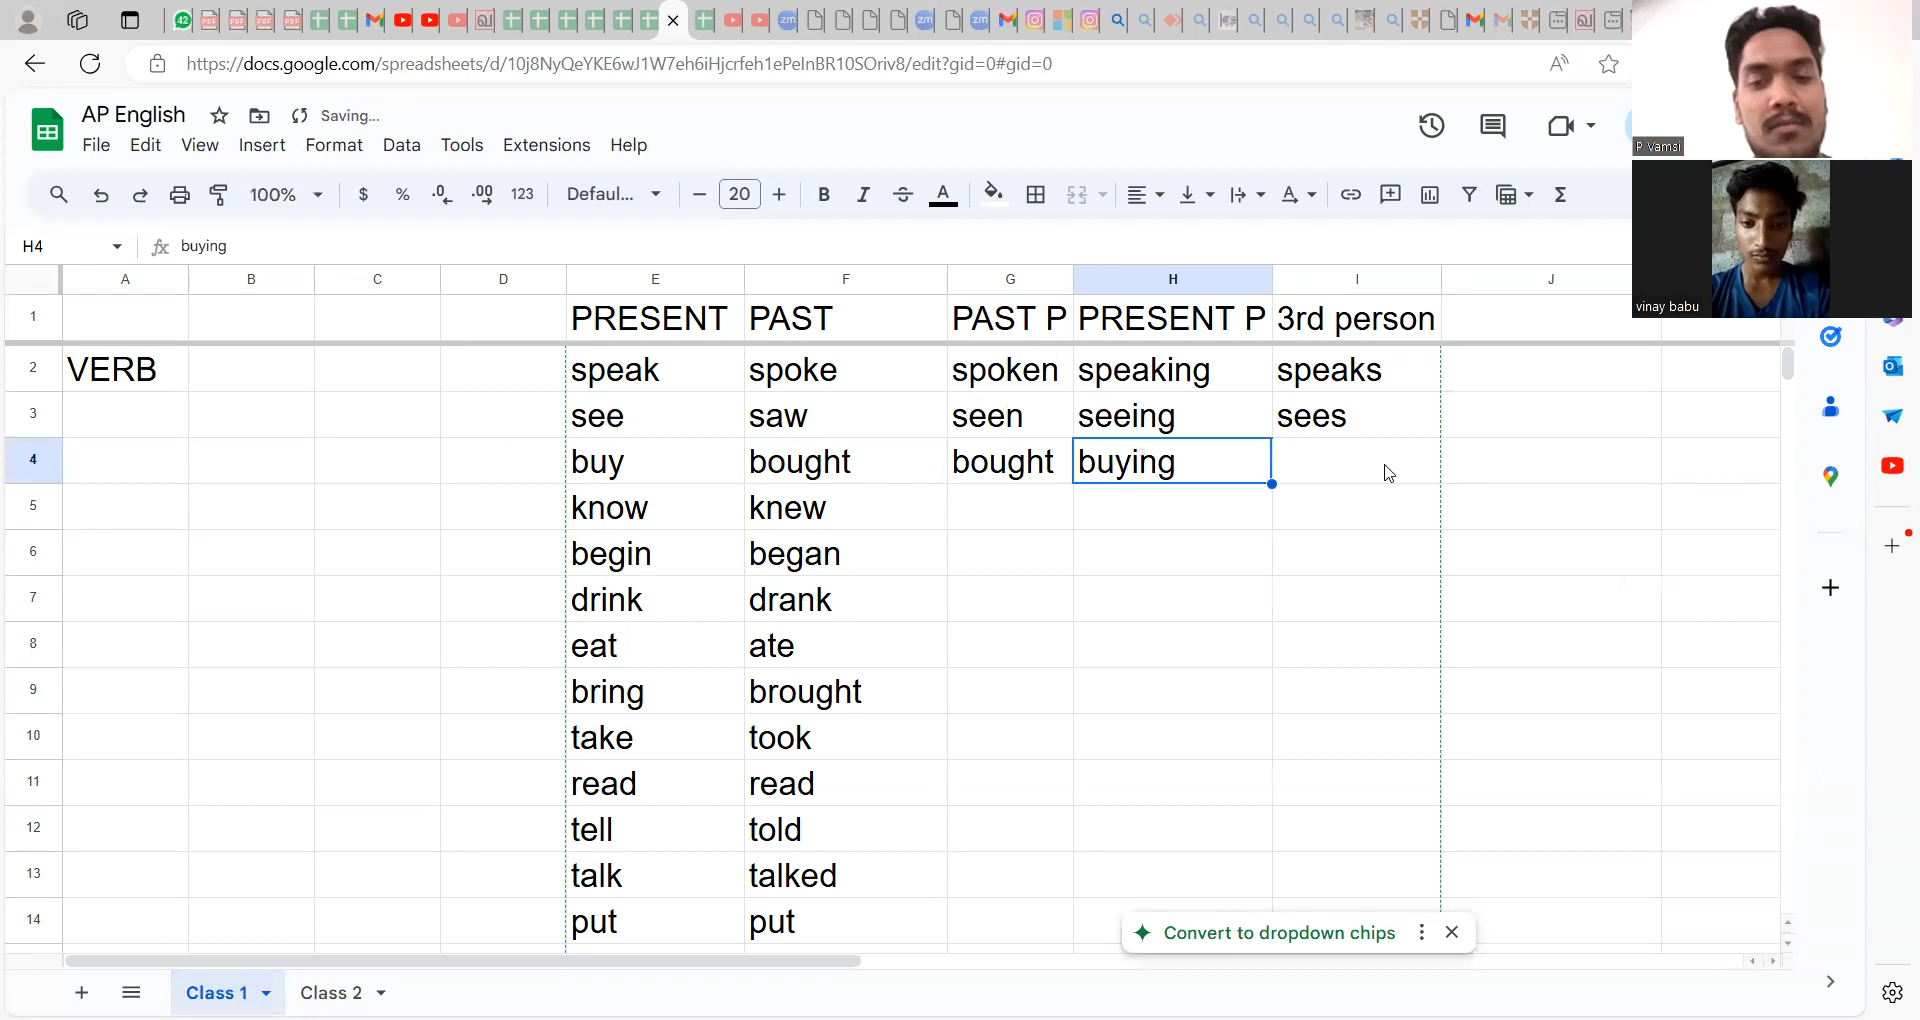 42
https://docs.google.com/spreadsheets/d/10j8NyQeYKE6wJ1W7eh6iHjcrfeh1ePeInBR10SOriv8/edit?gid=0#gid=0
AP English
Saving...
File Edit View Insert Format Data Tools Extensions Help
100% $ % .0 .00 123 Defaul... 20
H4 buying
A B C D E F G H I J
1 PRESENT PAST PAST P PRESENT P 3rd person
2 VERB speak spoke spoken speaking speaks
3 see saw seen seeing sees
4 buy bought bought buying
5 know knew
6 begin began
7 drink drank
8 eat ate
9 bring brought
10 take took
11 read read
12 tell told
13 talk talked
14 put put
Convert to dropdown chips
Class 1 Class 2
P Vamsi
vinay babu